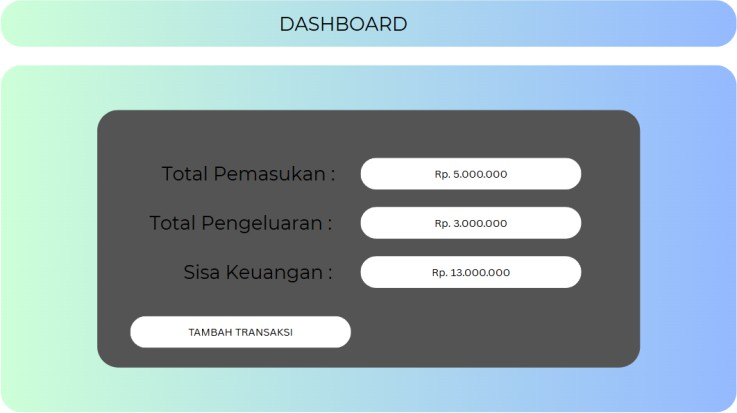 DASHBOARD
Total Pemasukan : Rp. 5.000.000
Total Pengeluaran : Rp. 3.000.000
Sisa Keuangan : Rp. 13.000.000
TAMBAH TRANSAKSI